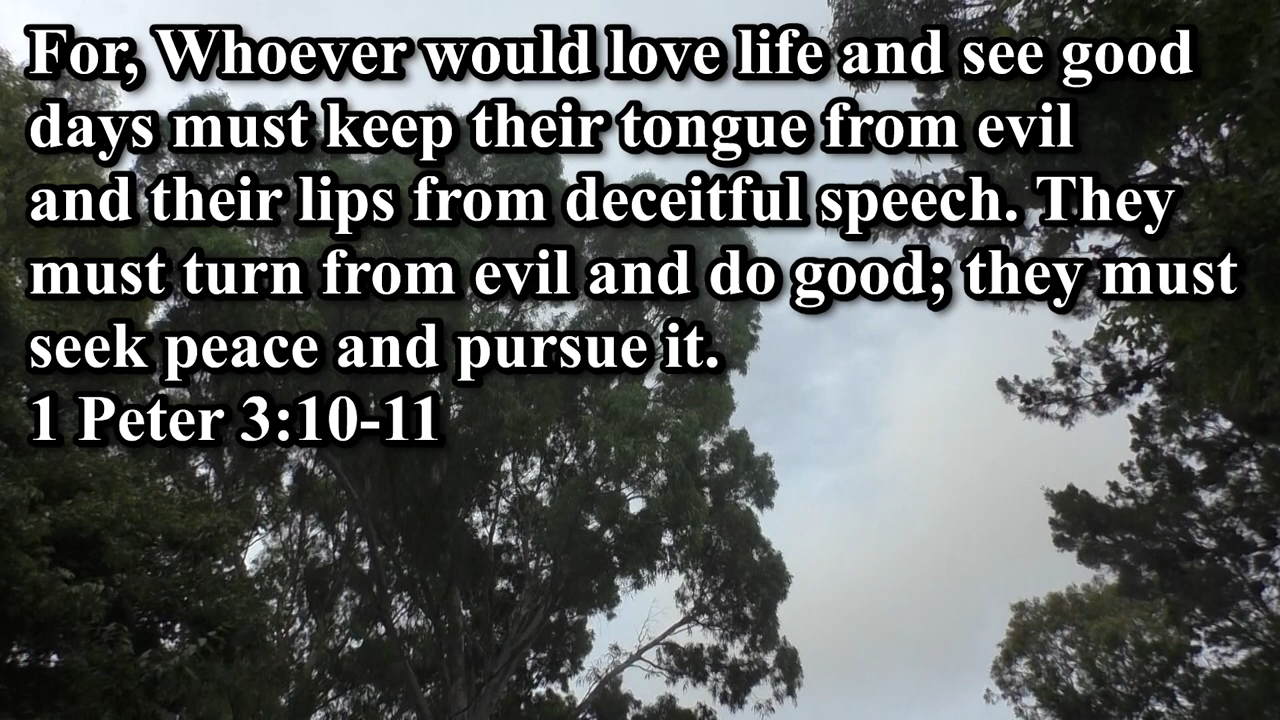 For, Whoever would love life and see good
days must keep their tongue from evil
and their lips from deceitful speech. They
must turn from evil and do good; they must
seek peace and pursue it.
1 Peter 3:10-11